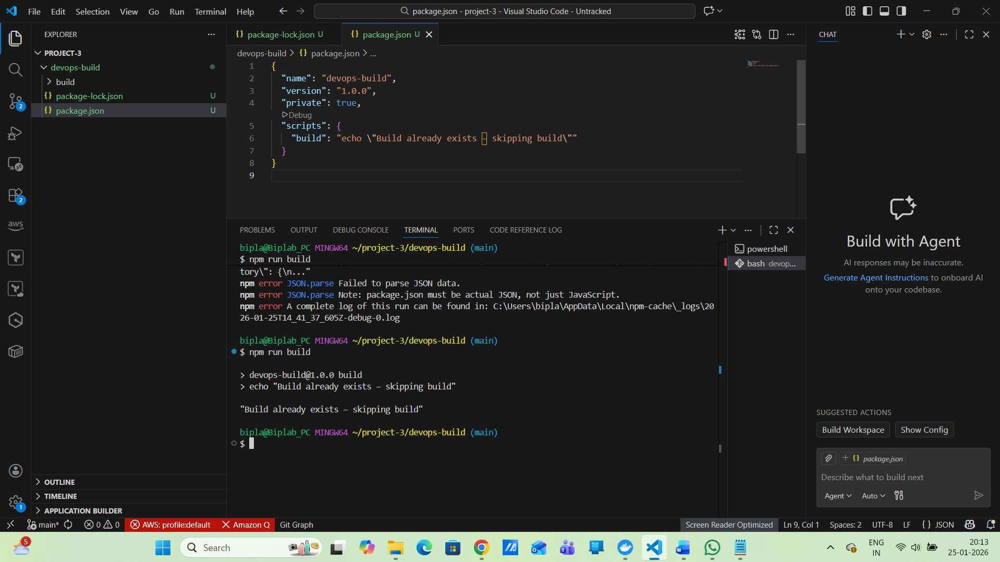 File Edit Selection View Go Run Terminal Help
package.json - project-3 - Visual Studio Code - Untracked
EXPLORER
PROJECT-3
devops-build
build
{} package-lock.json U
{} package.json U
OUTLINE
TIMELINE
APPLICATION BUILDER
2
2
aws
1
{} package-lock.json U
{} package.json U
devops-build > {} package.json > ...
1 {
2 "name": "devops-build",
3 "version": "1.0.0",
4 "private": true,
Debug
5 "scripts": {
6 "build": "echo \"Build already exists – skipping build\""
7 }
8 }
9
PROBLEMS OUTPUT DEBUG CONSOLE TERMINAL PORTS CODE REFERENCE LOG
bipla@Biplab_PC MINGW64 ~/project-3/devops-build (main)
$ npm run build
tory\": {\n..."
npm error JSON.parse Failed to parse JSON data.
npm error JSON.parse Note: package.json must be actual JSON, not just JavaScript.
npm error A complete log of this run can be found in: C:\Users\bipla\AppData\Local\npm-cache\_logs\20
26-01-25T14_41_37_605Z-debug-0.log
bipla@Biplab_PC MINGW64 ~/project-3/devops-build (main)
$ npm run build
> devops-build@1.0.0 build
> echo "Build already exists – skipping build"
"Build already exists – skipping build"
bipla@Biplab_PC MINGW64 ~/project-3/devops-build (main)
$
powershell
bash devop...
CHAT
Build with Agent
AI responses may be inaccurate.
Generate Agent Instructions to onboard AI
onto your codebase.
SUGGESTED ACTIONS
Build Workspace Show Config
+ {} package.json
Describe what to build next
Agent Auto
main* 0 0 AWS: profile:default Amazon Q Git Graph
Screen Reader Optimized Ln 9, Col 1 Spaces: 2 UTF-8 LF {} JSON
5
Search
ENG
IN
20:13
25-01-2026